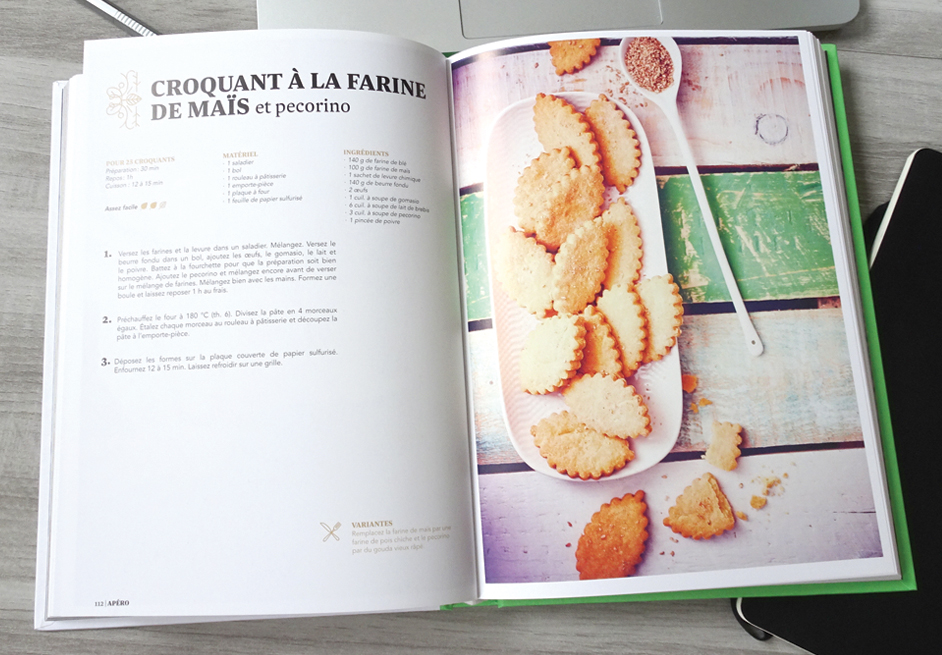 CROQUANT À LA FARINE
DE MAÏS et pecorino
POUR 25 CROQUANTS
Préparation : 30 min
Repos : 1h
Cuisson : 12 à 15 min
Assez facile
MATÉRIEL
· 1 saladier
· 1 bol
· 1 rouleau à pâtisserie
· 1 emporte-pièce
· 1 plaque à four
· 1 feuille de papier sulfurisé
INGRÉDIENTS
· 140 g de farine de blé
· 100 g de farine de maïs
· 1 sachet de levure chimique
· 140 g de beurre fondu
· 2 œufs
· 1 cuil. à soupe de gomasio
· 6 cuil. à soupe de lait de brebis
· 3 cuil. à soupe de pecorino
· 1 pincée de poivre
1. Versez les farines et la levure dans un saladier. Mélangez. Versez le
beurre fondu dans un bol, ajoutez les œufs, le gomasio, le lait et
le poivre. Battez à la fourchette pour que la préparation soit bien
homogène. Ajoutez le pecorino et mélangez encore avant de verser
sur le mélange de farines. Mélangez bien avec les mains. Formez une
boule et laissez reposer 1 h au frais.
2. Préchauffez le four à 180 °C (th. 6). Divisez la pâte en 4 morceaux
égaux. Étalez chaque morceau au rouleau à pâtisserie et découpez la
pâte à l'emporte-pièce.
3. Déposez les formes sur la plaque couverte de papier sulfurisé.
Enfournez 12 à 15 min. Laissez refroidir sur une grille.
VARIANTES
Remplacez la farine de maïs par une
farine de pois chiche et le pecorino
par du gouda vieux râpé.
112 | APÉRO